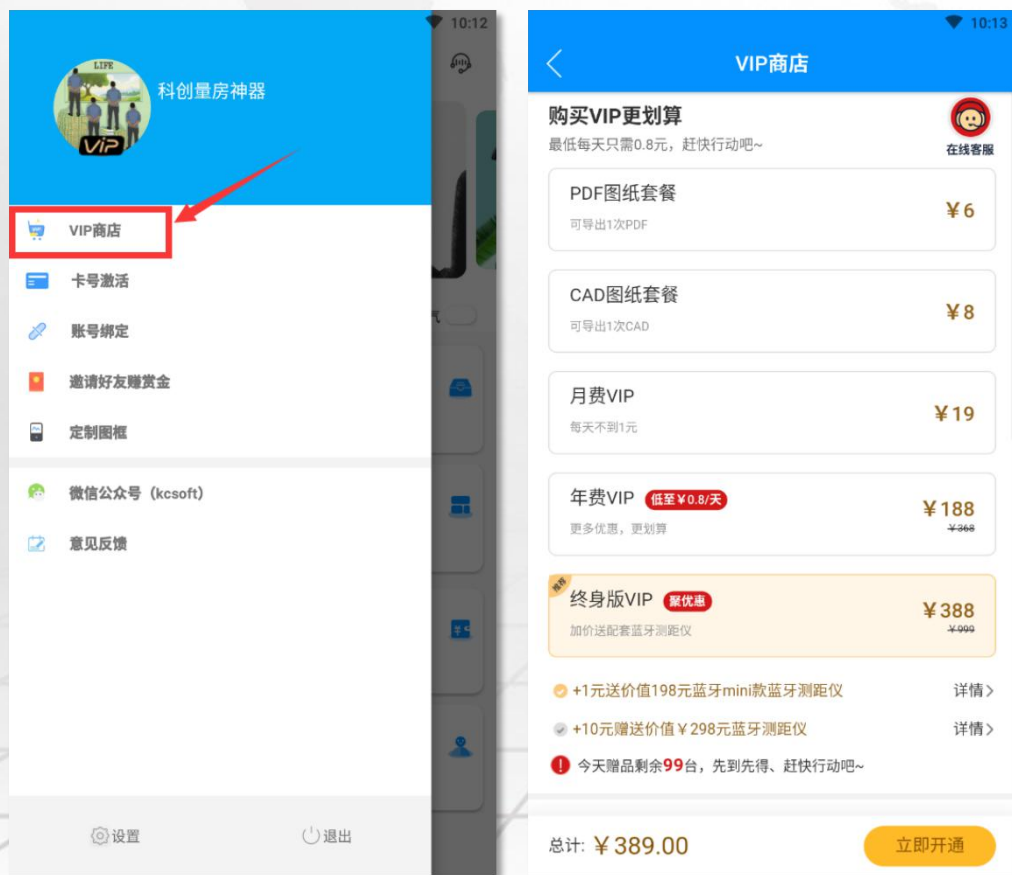 10:12
LIFE
VIP
科创量房神器
VIP商店
卡号激活
账号绑定
邀请好友赚赏金
定制图框
微信公众号（kcsoft）
意见反馈
气
设置
退出
10:13
VIP商店
购买VIP更划算
最低每天只需0.8元，赶快行动吧~
在线客服
PDF图纸套餐
可导出1次PDF
￥6
CAD图纸套餐
可导出1次CAD
￥8
月费VIP
每天不到1元
￥19
年费VIP 低至￥0.8/天
更多优惠，更划算
￥188
￥368
推荐
终身版VIP 聚优惠
加价送配套蓝牙测距仪
￥388
￥999
+1元送价值198元蓝牙mini款蓝牙测距仪 详情
+10元赠送价值￥298元蓝牙测距仪 详情
今天赠品剩余99台，先到先得、赶快行动吧~
总计: ￥389.00
立即开通